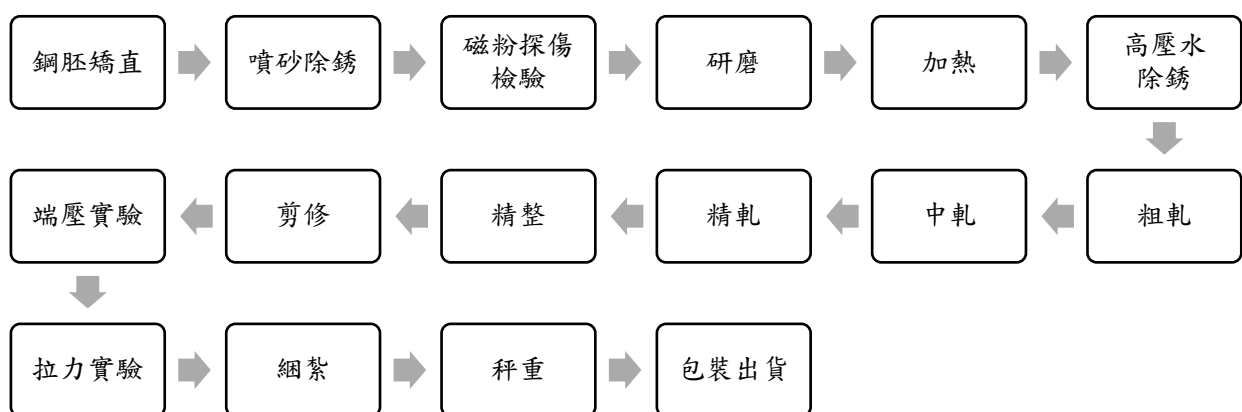 鋼胚矯直
噴砂除銹
磁粉探傷
檢驗
研磨
加熱
高壓水
除銹
粗軋
中軋
精軋
精整
剪修
端壓實驗
拉力實驗
綑紮
秤重
包裝出貨